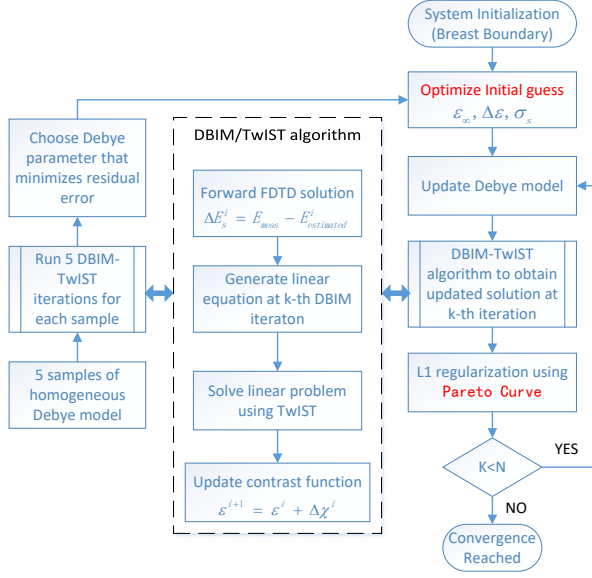 System Initialization
(Breast Boundary)
Optimize Initial guess
ε∞, Δε, σs
Update Debye model
DBIM-TwIST
algorithm to obtain
updated solution at
k-th iteration
L1 regularization using
Pareto Curve
K<N
YES
NO
Convergence
Reached
Choose Debye
parameter that
minimizes residual
error
Run 5 DBIM-
TwIST
iterations for
each sample
5 samples of
homogeneous
Debye model
DBIM/TwIST algorithm
Forward FDTD solution
ΔE_s^i = E_meas − E_estimated^i
Generate linear
equation at k-th DBIM
iteraton
Solve linear problem
using TwIST
Update contrast function
ε^{i+1} = ε^i + Δχ^i